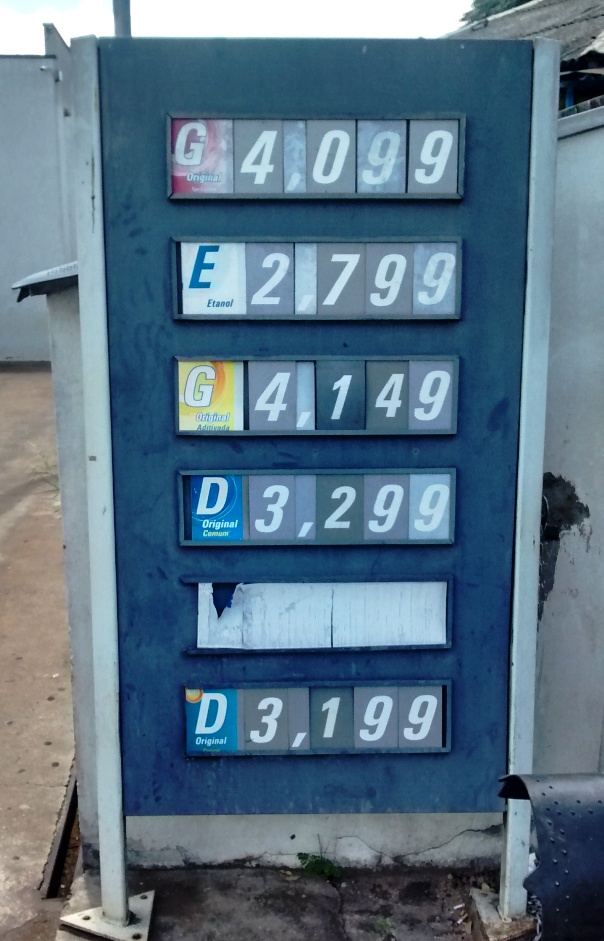 G 4,099
Original
E 2,799
Etanol
G 4,149
Original
Aditivada
D 3,299
Original
Comum
D 3,199
Original